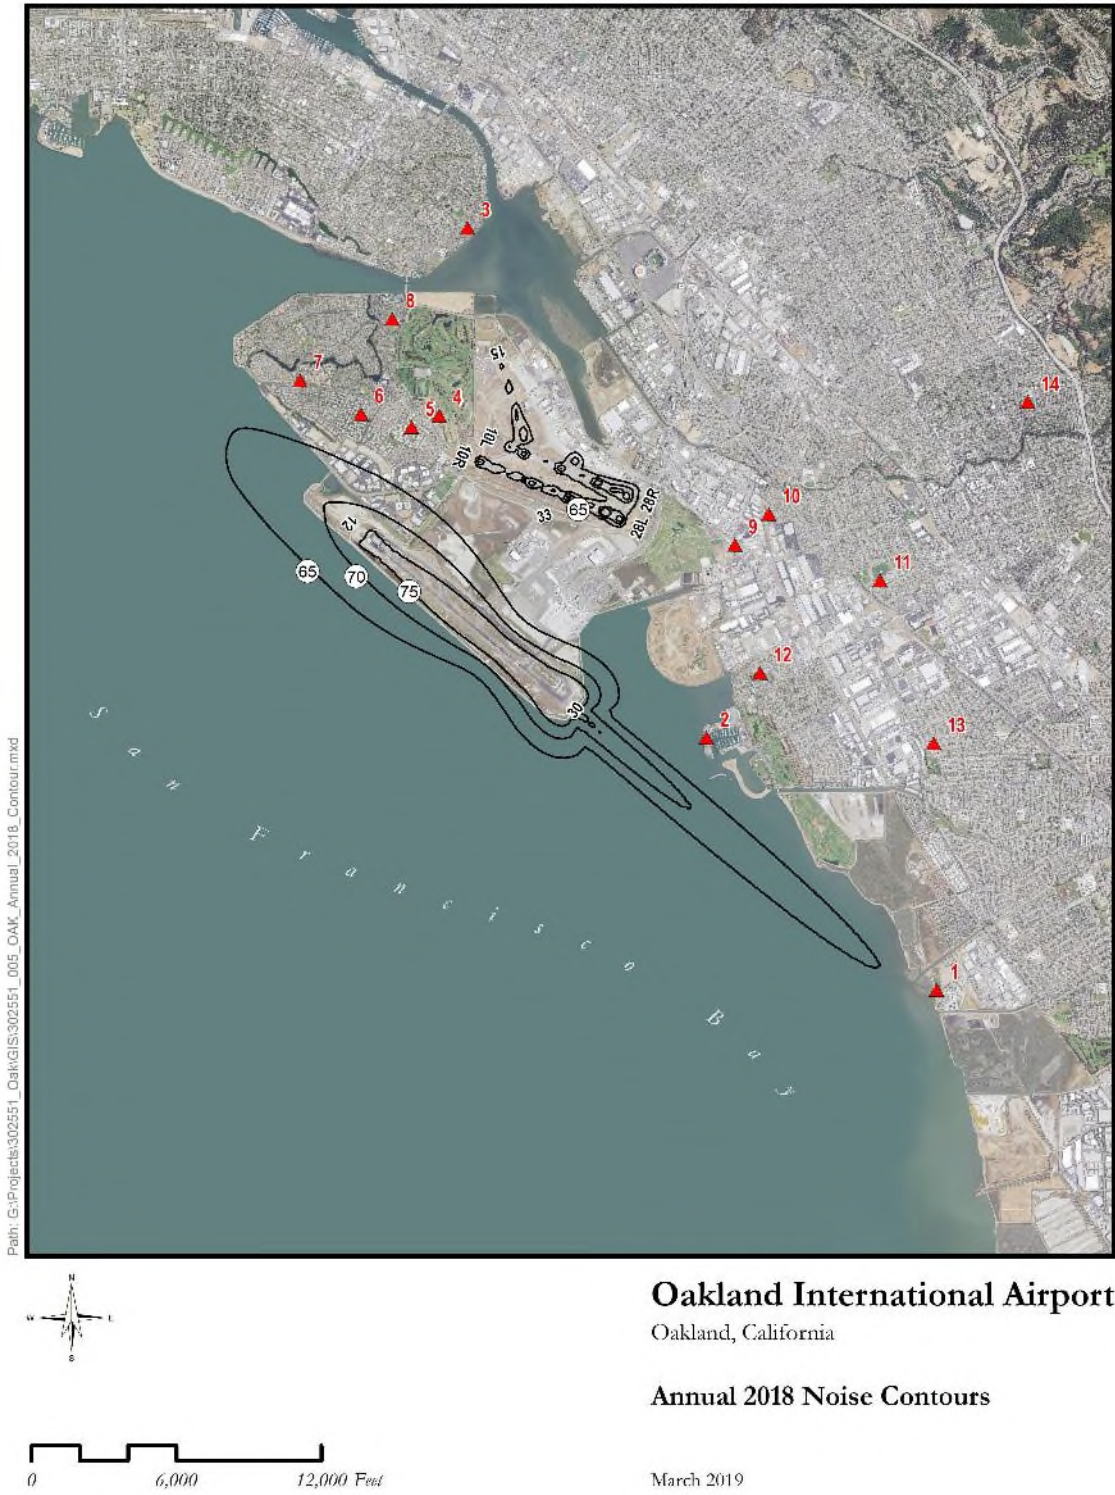 3
8
15
7
14
6
5
4
10L
10R
28R
65
33
28L
10
9
12
11
65
70
75
12
30
2
13
San Francisco Bay
1
Path: G:\Projects\302551_Oak\GIS\302551_005_OAK_Annual_2018_Contour.mxd
N
W
E
S
Oakland International Airport
Oakland, California
Annual 2018 Noise Contours
0 6,000 12,000 Feet
March 2019